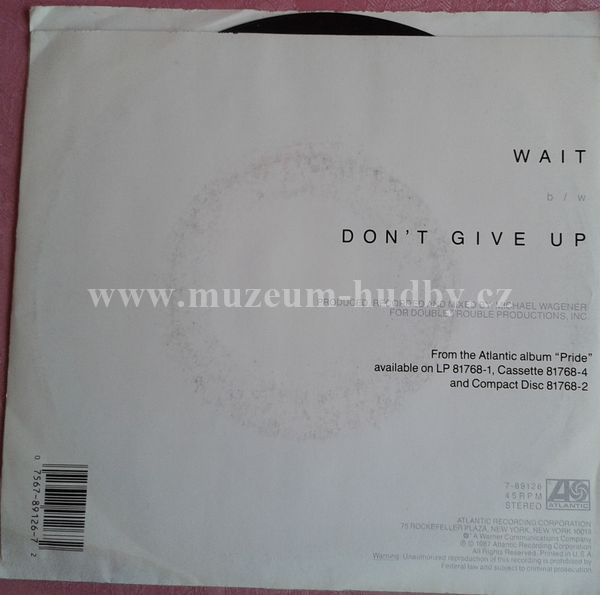 WAIT
b/w
DON'T GIVE UP
www.muzeum-hudby.cz
PRODUCED, RECORDED AND MIXED BY: MICHAEL WAGENER
FOR DOUBLE TROUBLE PRODUCTIONS, INC.
From the Atlantic album "Pride"
available on LP 81768-1, Cassette 81768-4
and Compact Disc 81768-2
0 7567-89126-7 2
7-89126
45 RPM
STEREO
ATLANTIC
ATLANTIC RECORDING CORPORATION
75 ROCKEFELLER PLAZA, NEW YORK, NEW YORK 10019
A Warner Communications Company
℗ © 1987 Atlantic Recording Corporation
All Rights Reserved. Printed in U.S.A.
Warning: Unauthorized reproduction of this recording is prohibited by
Federal law and subject to criminal prosecution.